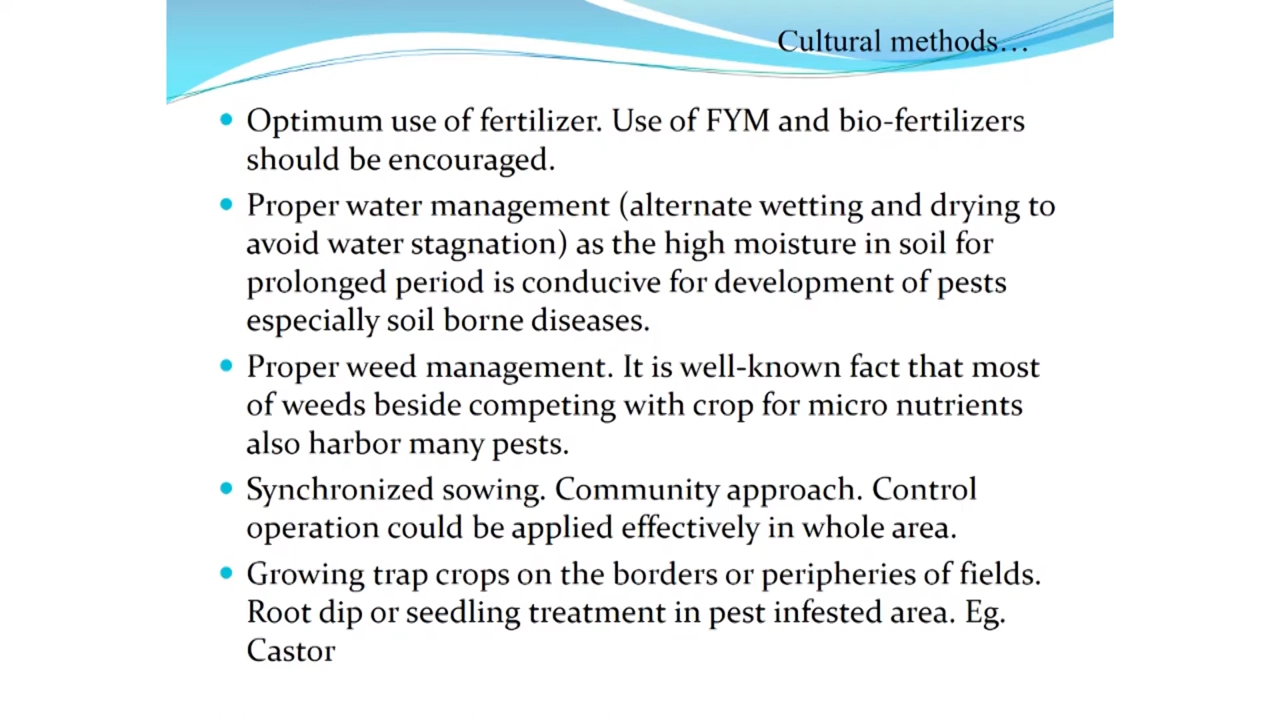 Cultural methods...
• Optimum use of fertilizer. Use of FYM and bio-fertilizers
should be encouraged.
• Proper water management (alternate wetting and drying to
avoid water stagnation) as the high moisture in soil for
prolonged period is conducive for development of pests
especially soil borne diseases.
• Proper weed management. It is well-known fact that most
of weeds beside competing with crop for micro nutrients
also harbor many pests.
• Synchronized sowing. Community approach. Control
operation could be applied effectively in whole area.
• Growing trap crops on the borders or peripheries of fields.
Root dip or seedling treatment in pest infested area. Eg.
Castor